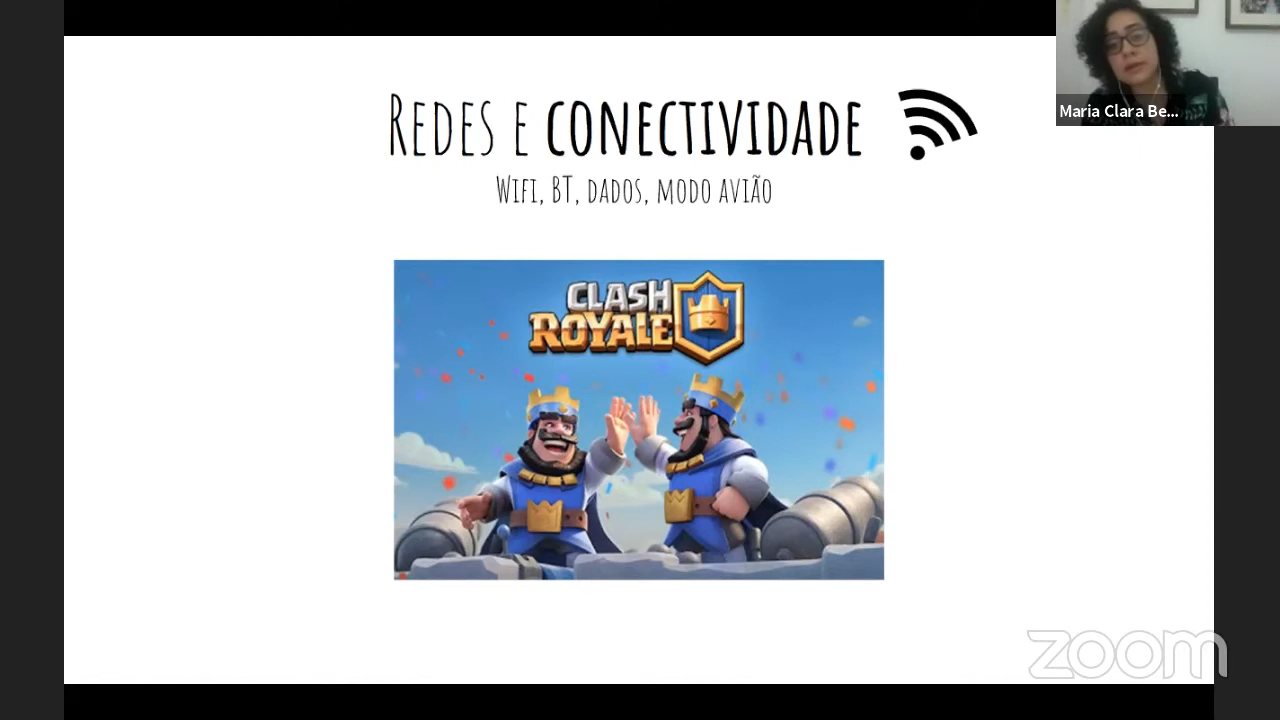 REDES E CONECTIVIDADE
WIFI, BT, DADOS, MODO AVIÃO
CLASH
ROYALE
Maria Clara Be...
zoom